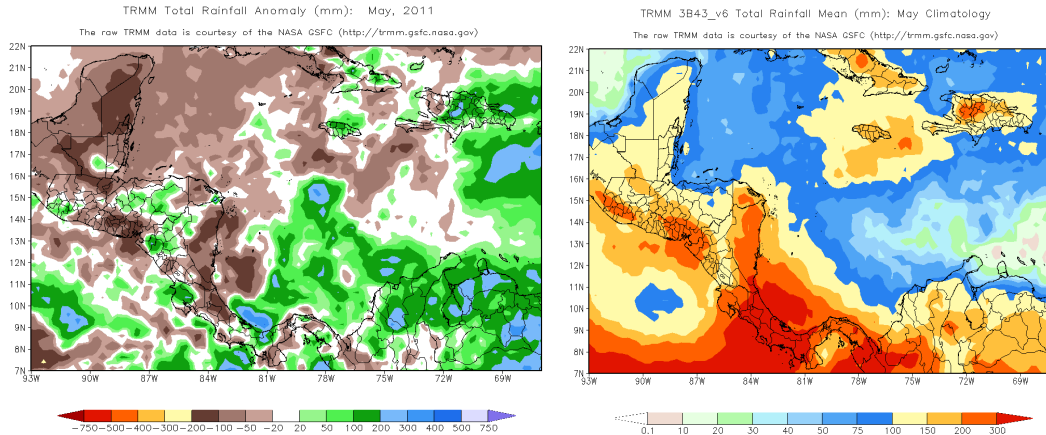 TRMM Total Rainfall Anomaly (mm): May, 2011
The raw TRMM data is courtesy of the NASA GSFC (http://trmm.gsfc.nasa.gov)
22N
21N
20N
19N
18N
17N
16N
15N
14N
13N
12N
11N
10N
9N
8N
7N
93W 90W 87W 84W 81W 78W 75W 72W 69W
-750 -500 -400 -300 -200 -100 -50 -20 20 50 100 200 300 400 500 750
TRMM 3B43_v6 Total Rainfall Mean (mm): May Climatology
The raw TRMM data is courtesy of the NASA GSFC (http://trmm.gsfc.nasa.gov)
22N
21N
20N
19N
18N
17N
16N
15N
14N
13N
12N
11N
10N
9N
8N
7N
93W 90W 87W 84W 81W 78W 75W 72W 69W
0.1 10 20 30 40 50 75 100 150 200 300